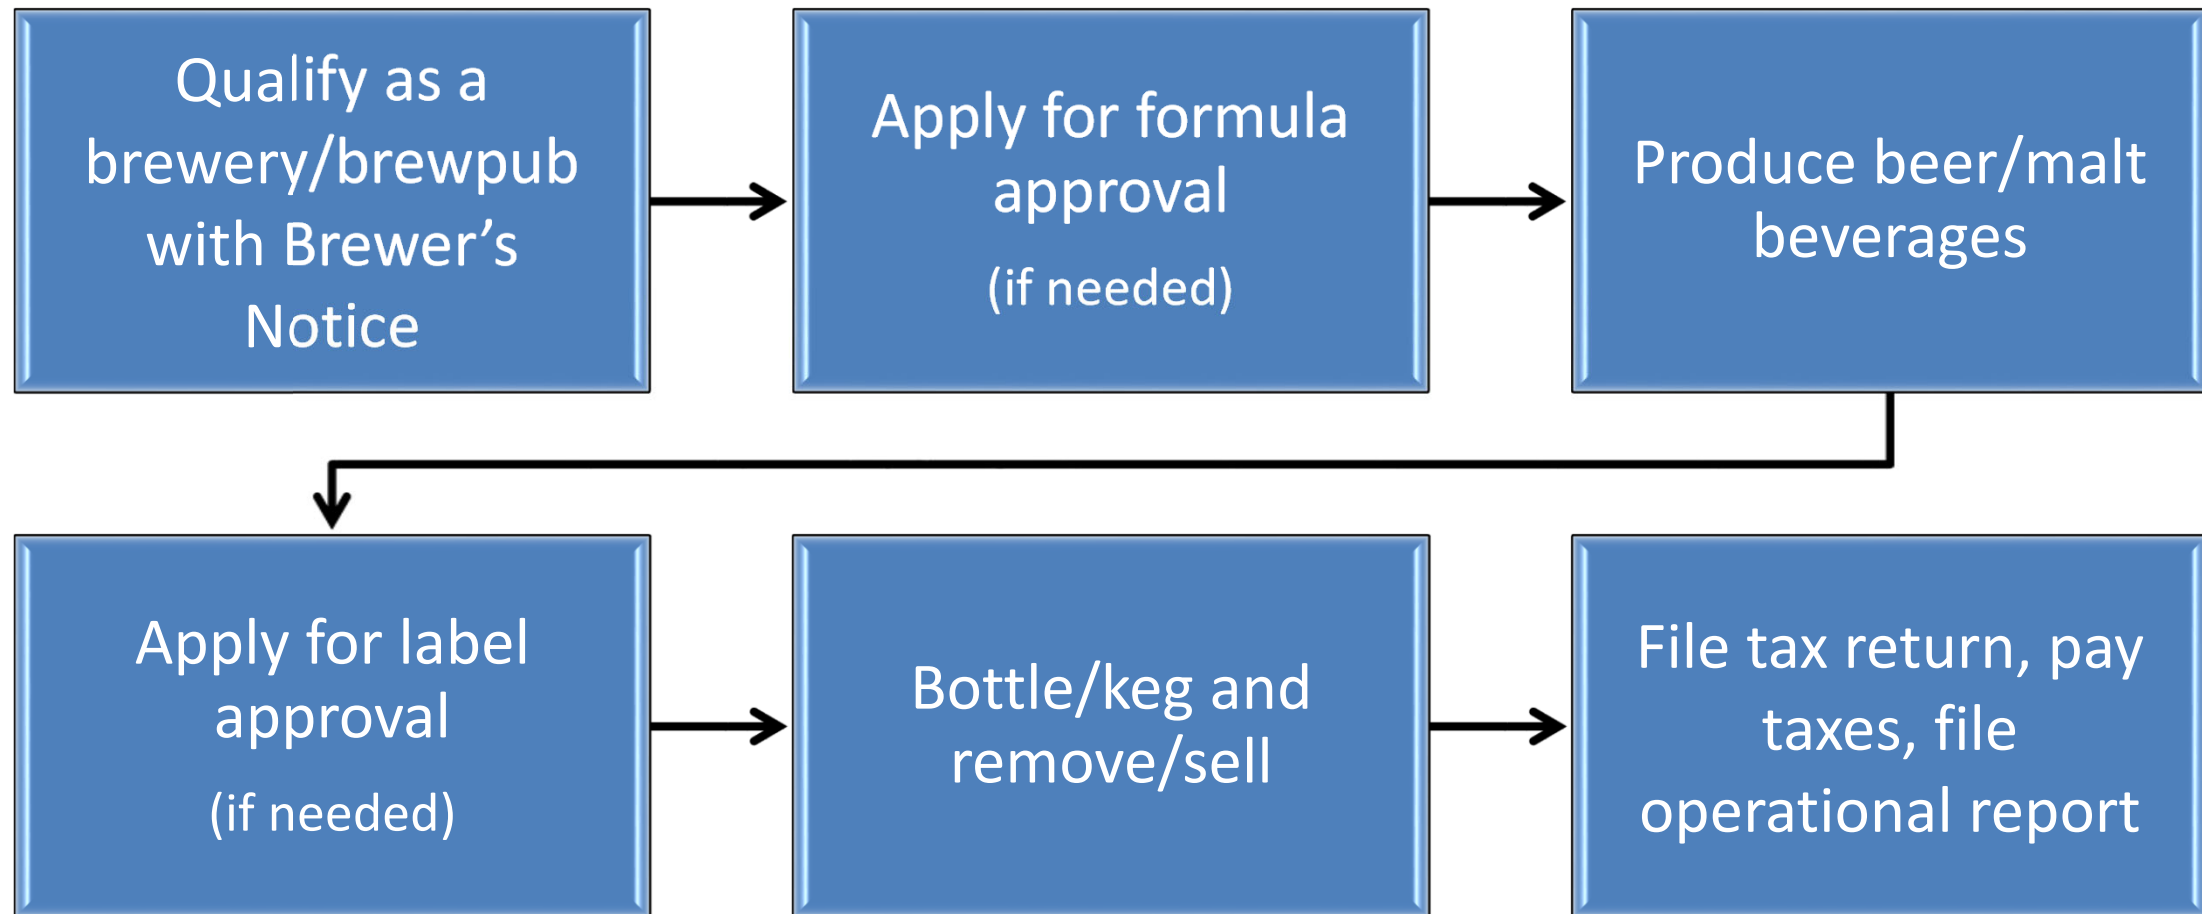 Qualify as a
brewery/brewpub
with Brewer’s
Notice
Apply for formula
approval
(if needed)
Produce beer/malt
beverages
Apply for label
approval
(if needed)
Bottle/keg and
remove/sell
File tax return, pay
taxes, file
operational report